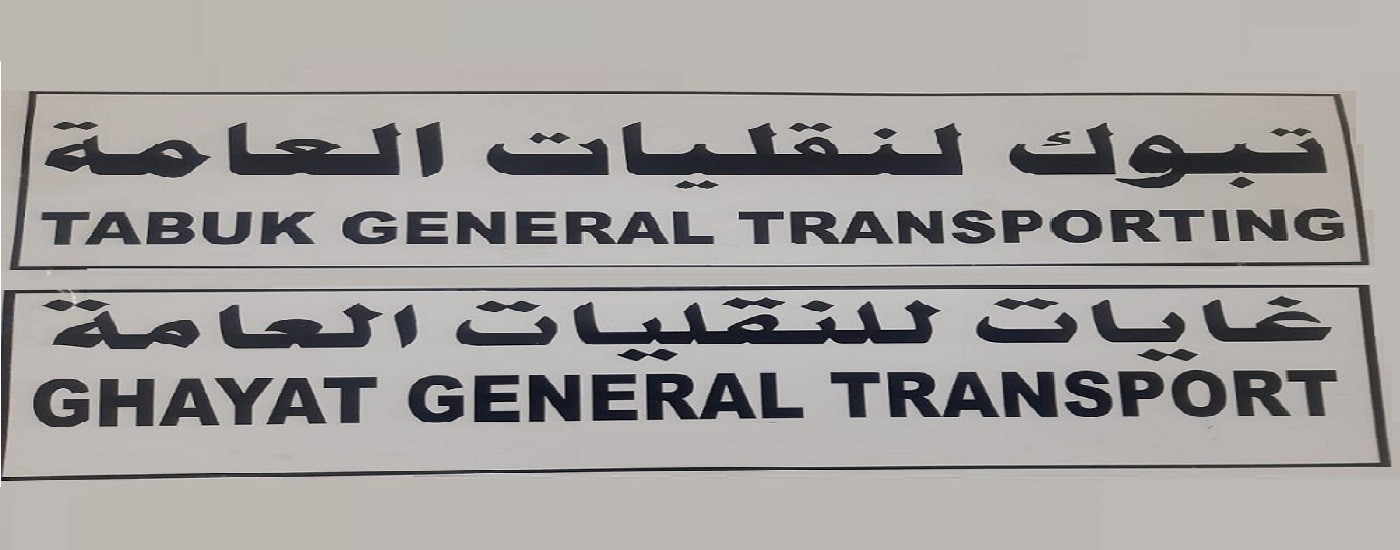 تبوك لنقليات العامة
TABUK GENERAL TRANSPORTING
غايات للنقليات العامة
GHAYAT GENERAL TRANSPORT